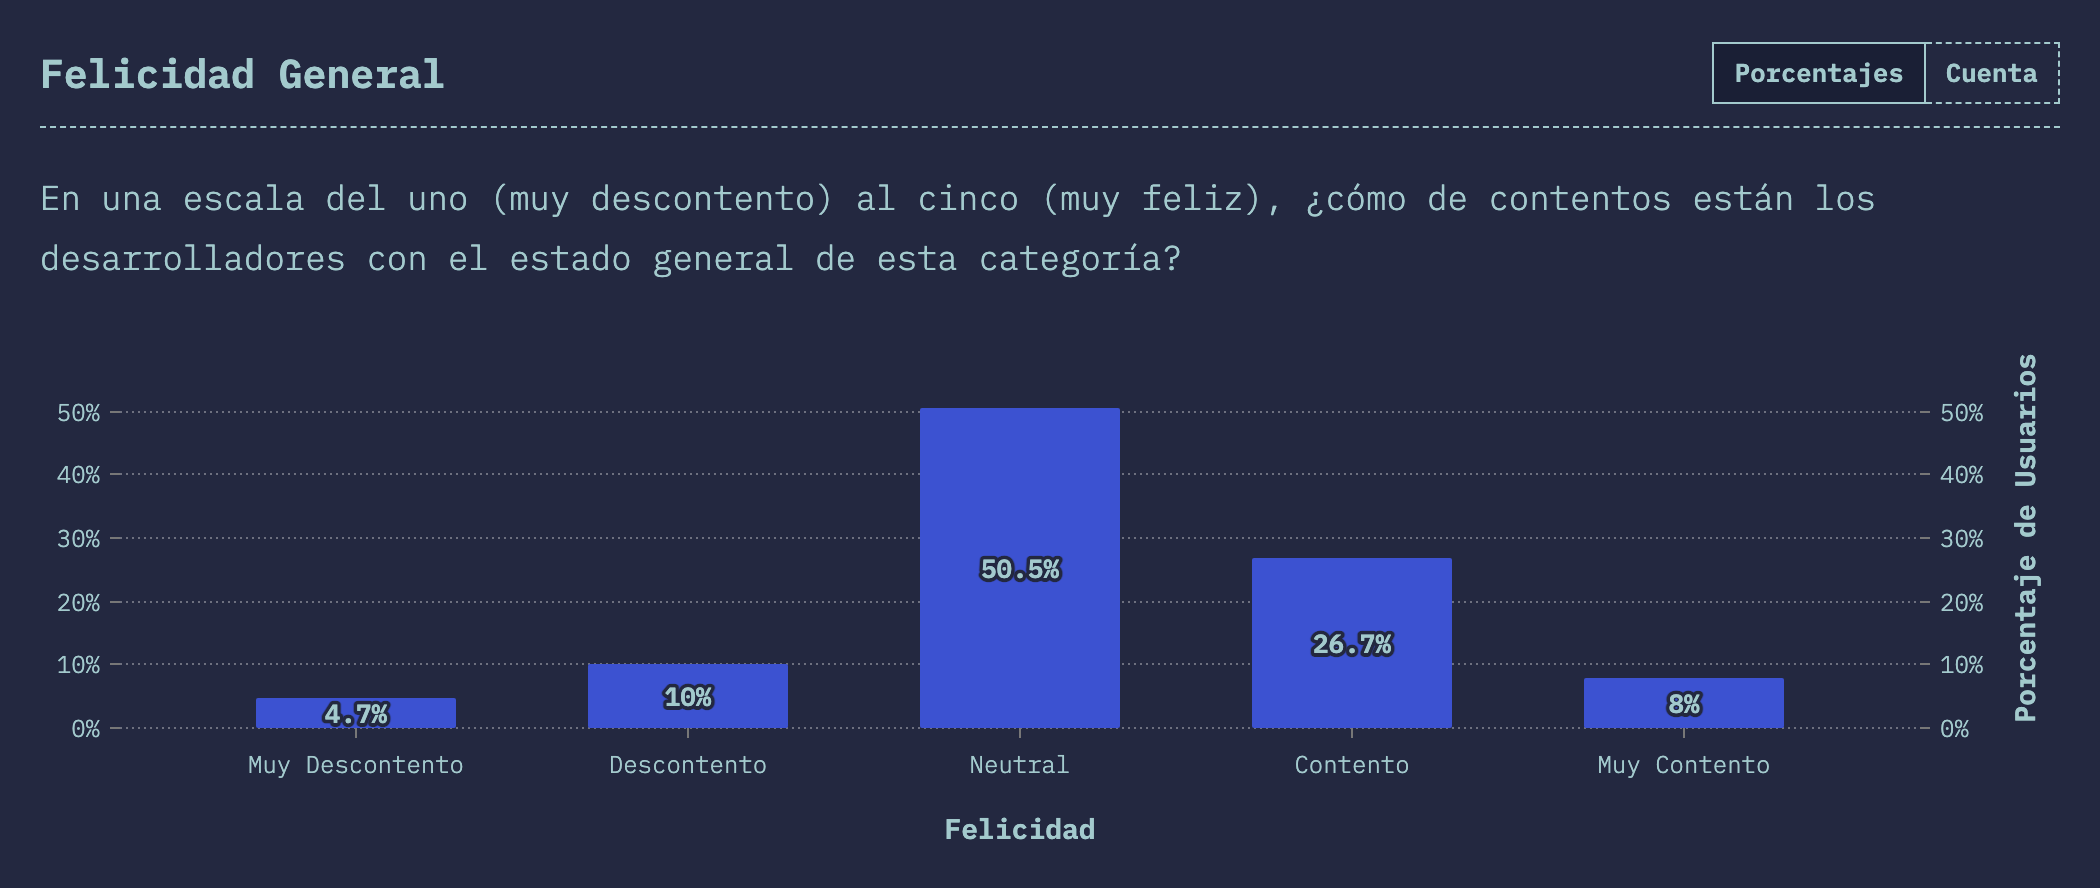 Felicidad General
Porcentajes
Cuenta
En una escala del uno (muy descontento) al cinco (muy feliz), ¿cómo de contentos están los
desarrolladores con el estado general de esta categoría?
50%
40%
30%
20%
10%
0%
4.7%
10%
50.5%
26.7%
8%
50%
40%
30%
20%
10%
0%
Porcentaje de Usuarios
Muy Descontento
Descontento
Neutral
Contento
Muy Contento
Felicidad